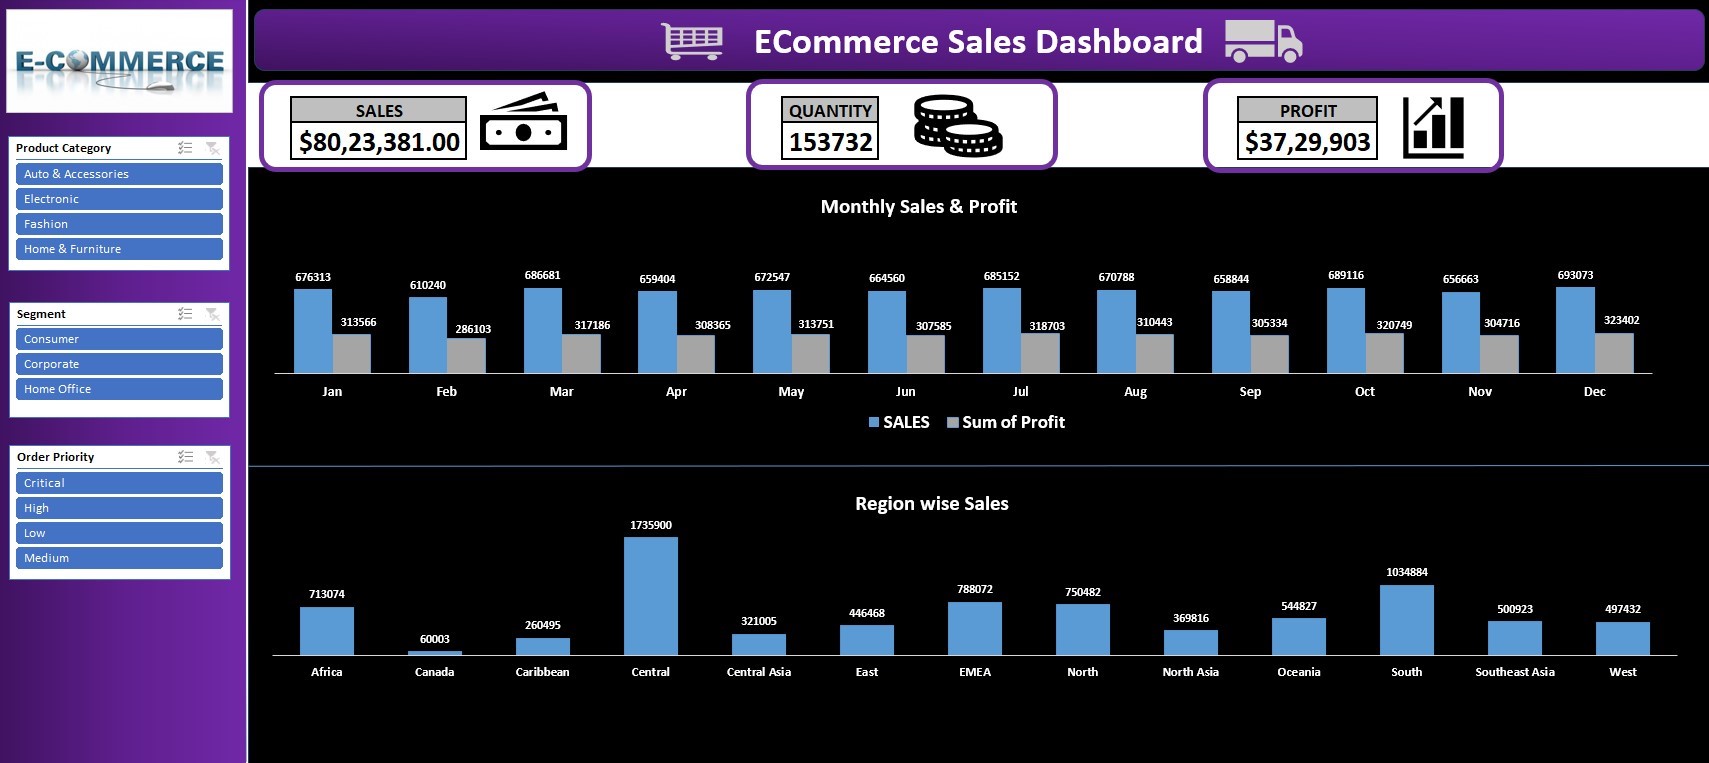 E-COMMERCE
ECommerce Sales Dashboard
SALES
$80,23,381.00
QUANTITY
153732
PROFIT
$37,29,903
Product Category
Auto & Accessories
Electronic
Fashion
Home & Furniture
Segment
Consumer
Corporate
Home Office
Order Priority
Critical
High
Low
Medium
Monthly Sales & Profit
676313 610240 686681 659404 672547 664560 685152 670788 658844 689116 656663 693073
313566 286103 317186 308365 313751 307585 318703 310443 305334 320749 304716 323402
Jan Feb Mar Apr May Jun Jul Aug Sep Oct Nov Dec
SALES Sum of Profit
Region wise Sales
713074 60003 260495 1735900 321005 446468 788072 750482 369816 544827 1034884 500923 497432
Africa Canada Caribbean Central Central Asia East EMEA North North Asia Oceania South Southeast Asia West